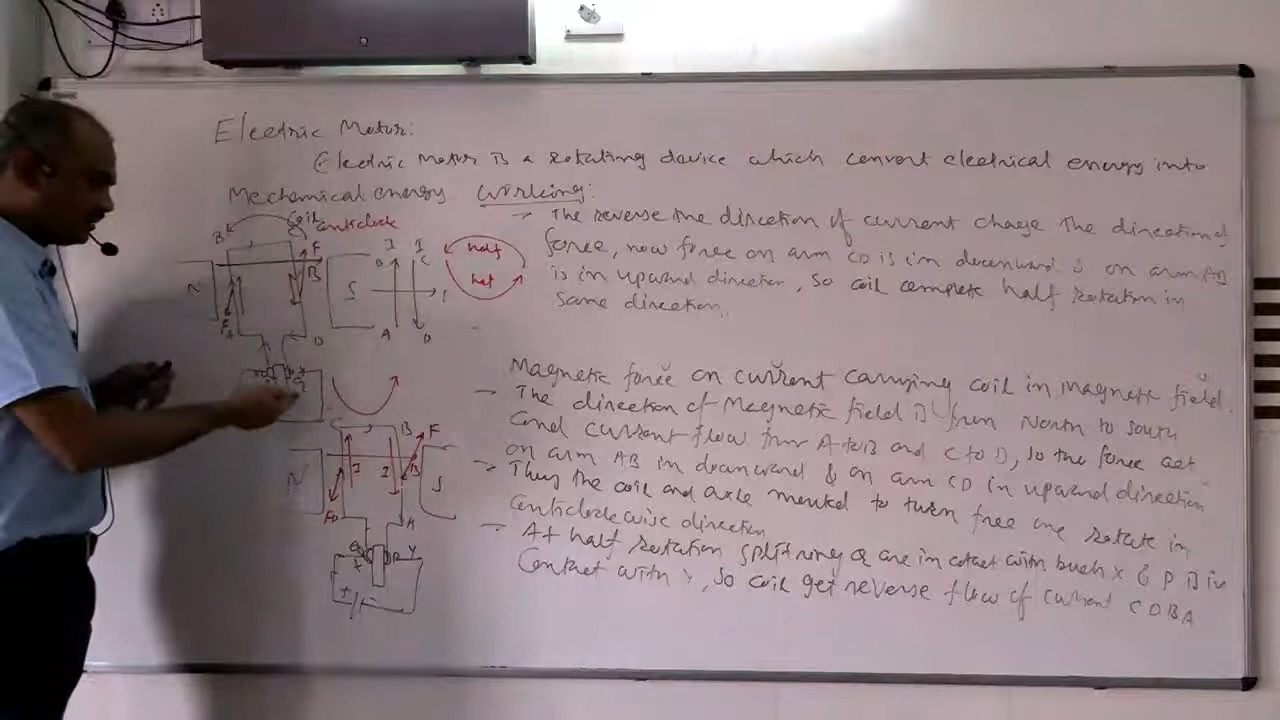 Electric Motor:
Electric Motor is a rotating device which convert electrical energy into
Mechanical energy Working:
→ The reverse the direction of current change the direction of
force, now force on arm CD is in downward & on arm AB
is in upward direction, so coil complete half rotation in
same direction.
Magnetic force on current carrying coil in magnetic field.
- The direction of Magnetic field is from North to south
and current flow from A to B and C to D, so the force act
on arm AB in downward & on arm CD in upward direction
- Thus the coil and axle mented to turn free are rotate in
anticlockwise direction
- At half rotation split ring Q are in cotact with bush X & P is in
Contact with Y, so coil get reverse flow of current C D B A
B Coil anticlock
F
B
N
F
A
D
S
I I
B C
A D
half
C B F
N
I I B
S
F D
A
Q X
P Y
+ -